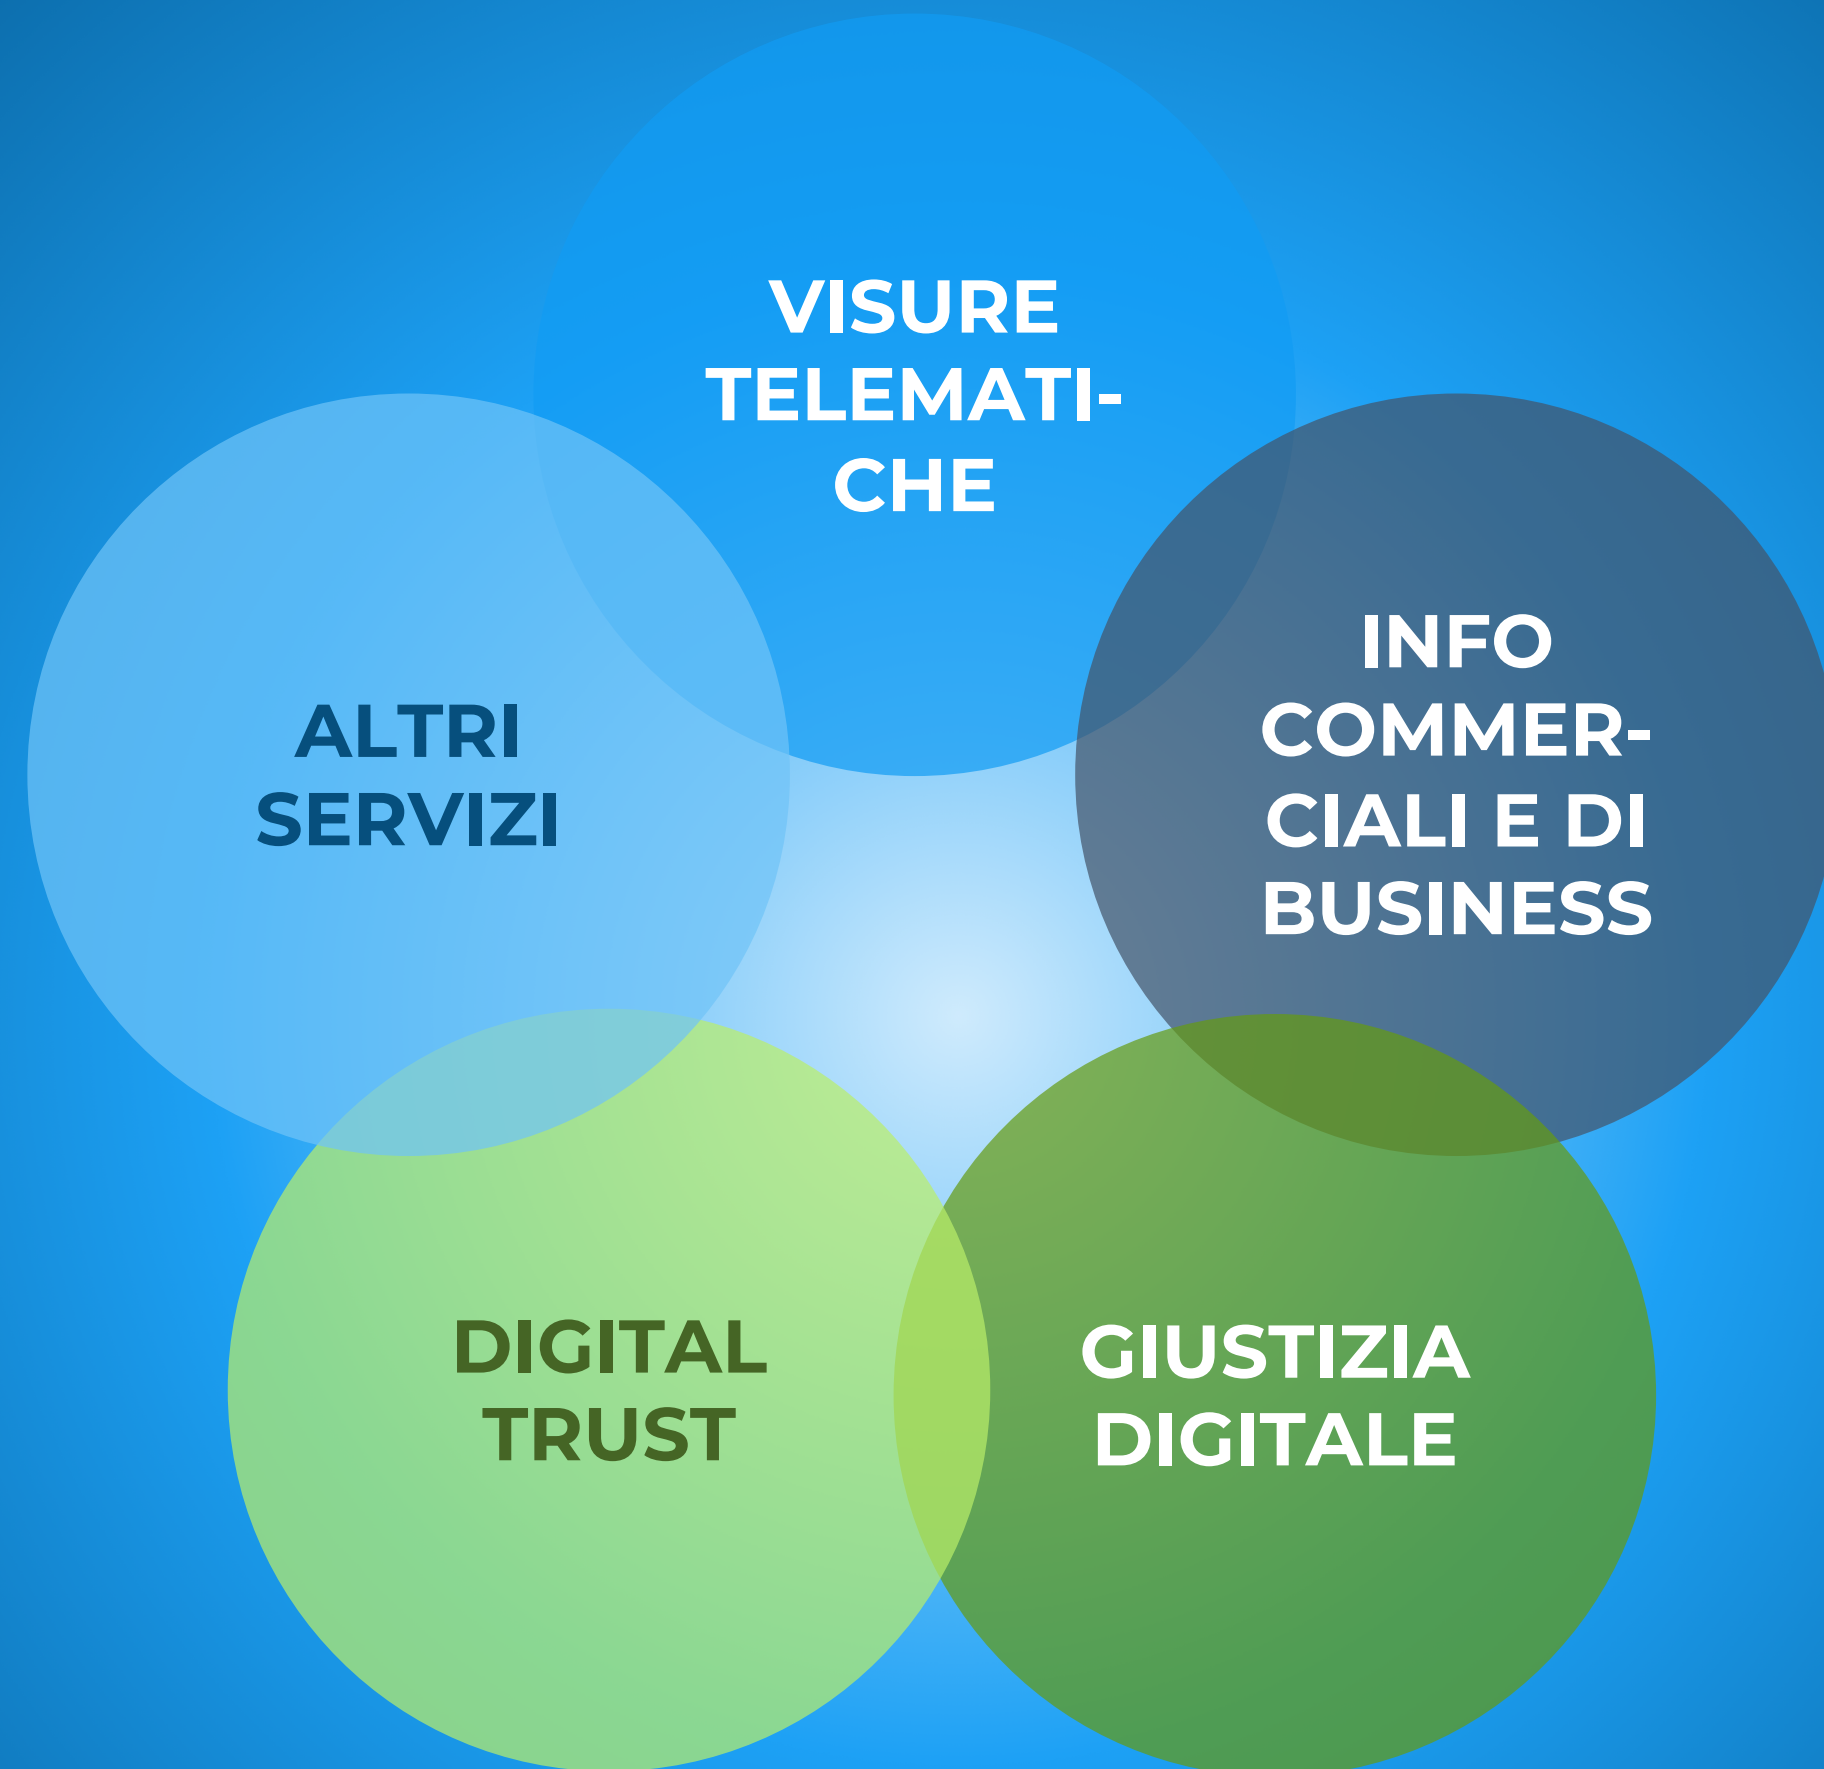 VISURE
TELEMATI-
CHE
INFO
COMMER-
CIALI E DI
BUSINESS
ALTRI
SERVIZI
DIGITAL
TRUST
GIUSTIZIA
DIGITALE